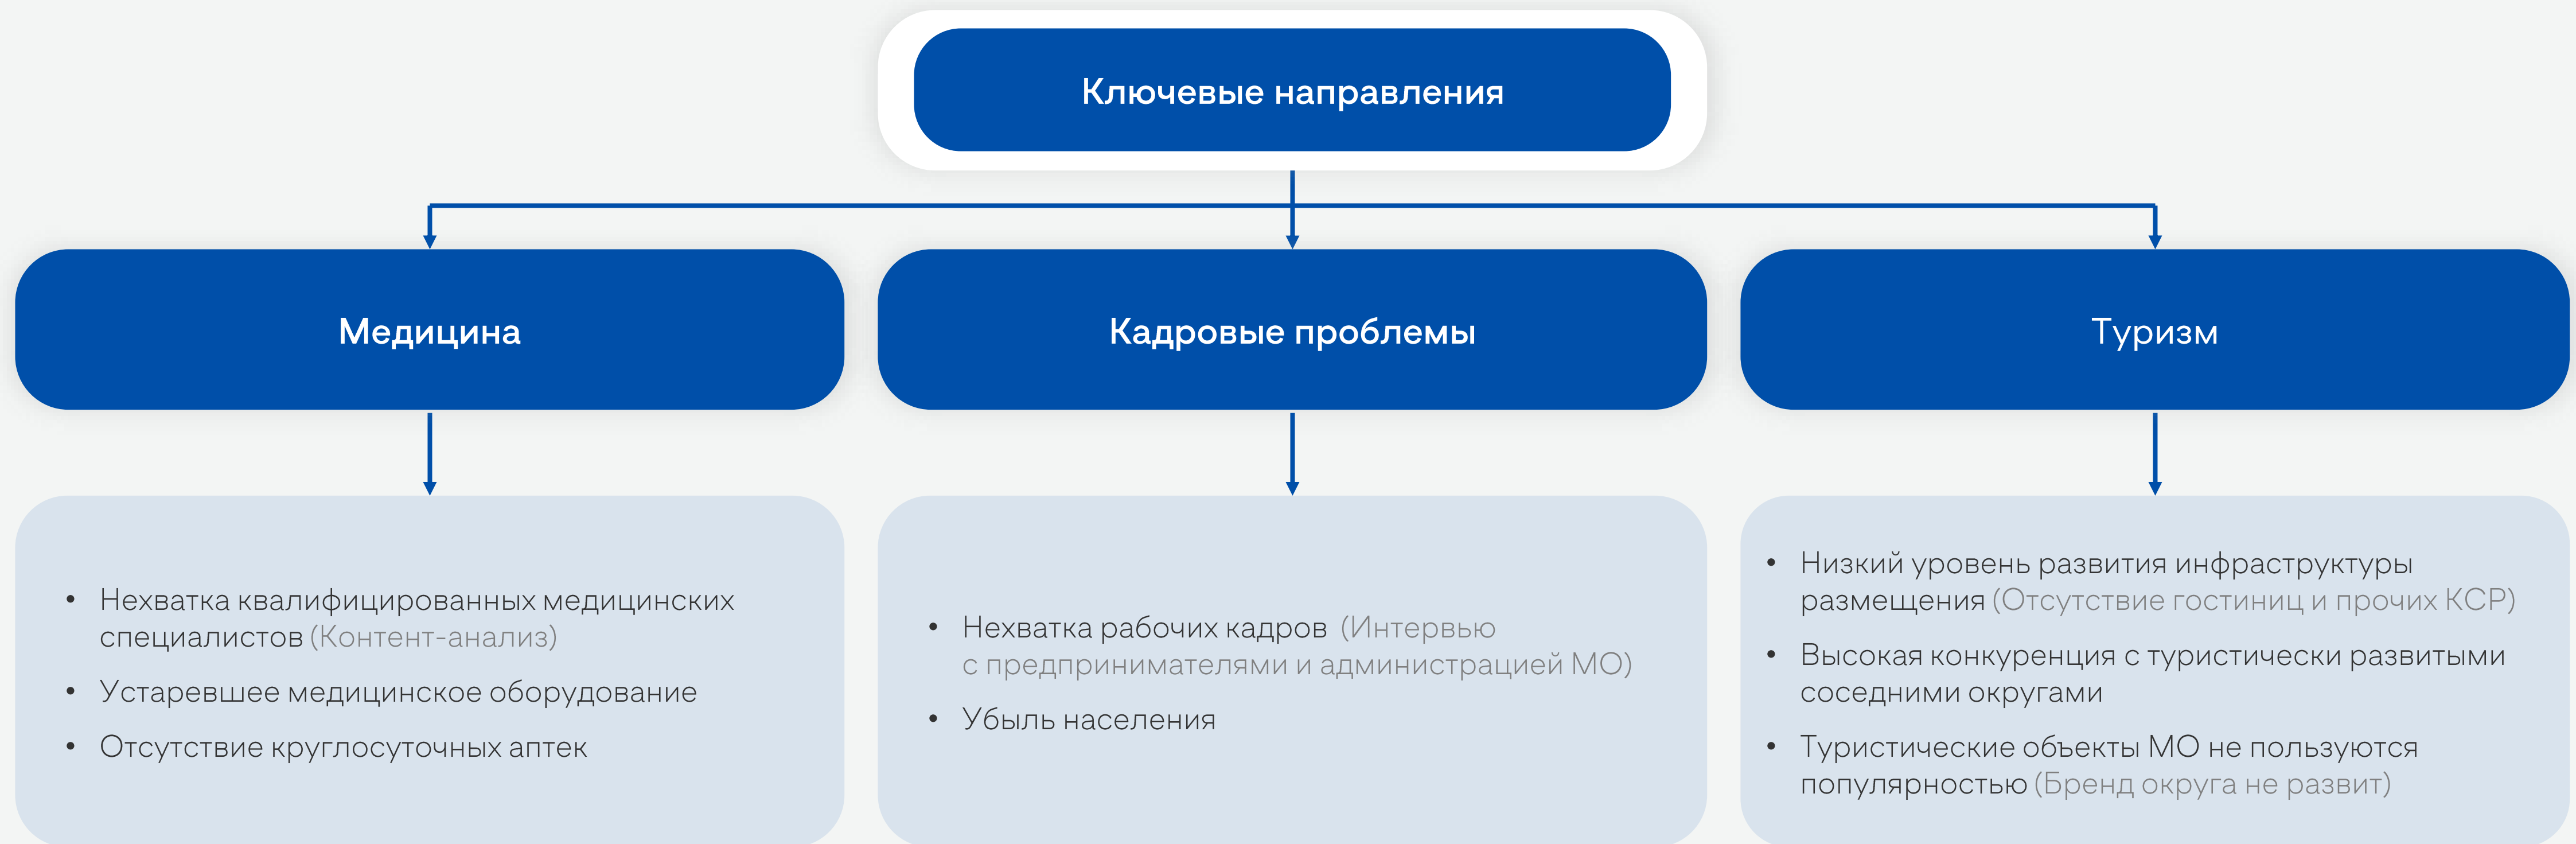 Ключевые направления
Медицина
Кадровые проблемы
Туризм
• Нехватка квалифицированных медицинских
специалистов (Контент-анализ)
• Устаревшее медицинское оборудование
• Отсутствие круглосуточных аптек
• Нехватка рабочих кадров (Интервью
с предпринимателями и администрацией МО)
• Убыль населения
• Низкий уровень развития инфраструктуры
размещения (Отсутствие гостиниц и прочих КСР)
• Высокая конкуренция с туристически развитыми
соседними округами
• Туристические объекты МО не пользуются
популярностью (Бренд округа не развит)